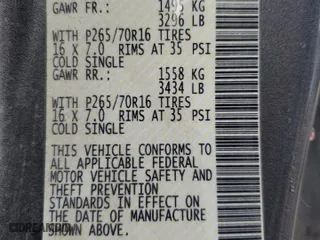 GAWR FR.: 1495 KG
3296 LB
WITH P265/70R16 TIRES
16 X 7.0 RIMS AT 35 PSI
COLD SINGLE
GAWR RR.: 1558 KG
3434 LB
WITH P265/70R16 TIRES
16 X 7.0 RIMS AT 35 PSI
COLD SINGLE
THIS VEHICLE CONFORMS TO
ALL APPLICABLE FEDERAL
MOTOR VEHICLE SAFETY AND
THEFT PREVENTION
STANDARDS IN EFFECT ON
THE DATE OF MANUFACTURE
SHOWN ABOVE.